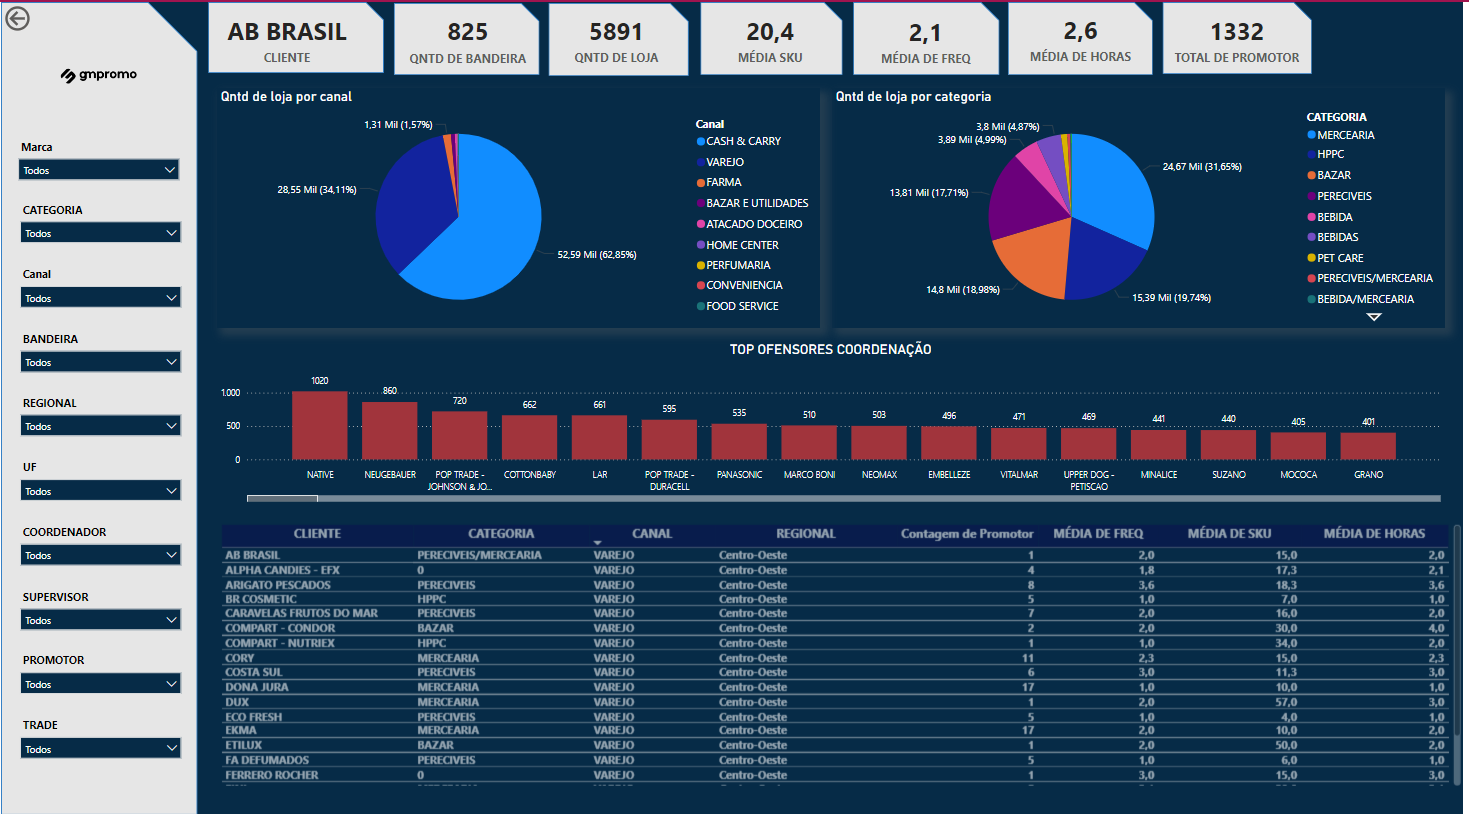 AB BRASIL
CLIENTE
825
QNTD DE BANDEIRA
5891
QNTD DE LOJA
20,4
MÉDIA SKU
2,1
MÉDIA DE FREQ
2,6
MÉDIA DE HORAS
1332
TOTAL DE PROMOTOR
gmpromo
Marca
Todos
CATEGORIA
Todos
Canal
Todos
BANDEIRA
Todos
REGIONAL
Todos
UF
Todos
COORDENADOR
Todos
SUPERVISOR
Todos
PROMOTOR
Todos
TRADE
Todos
Qntd de loja por canal
1,31 Mil (1,57%)
28,55 Mil (34,11%)
52,59 Mil (62,85%)
Canal
CASH & CARRY
VAREJO
FARMA
BAZAR E UTILIDADES
ATACADO DOCEIRO
HOME CENTER
PERFUMARIA
CONVENIENCIA
FOOD SERVICE
Qntd de loja por categoria
3,8 Mil (4,87%)
3,89 Mil (4,99%)
13,81 Mil (17,71%)
14,8 Mil (18,98%)
24,67 Mil (31,65%)
15,39 Mil (19,74%)
CATEGORIA
MERCEARIA
HPPC
BAZAR
PERECIVEIS
BEBIDA
BEBIDAS
PET CARE
PERECIVEIS/MERCEARIA
BEBIDA/MERCEARIA
TOP OFENSORES COORDENAÇÃO
1.000
500
0
1020 860 720 662 661 595 535 510 503 496 471 469 441 440 405 401
NATIVE NEUGEBAUER POP TRADE - COTTONBABY LAR POP TRADE - PANASONIC MARCO BONI NEOMAX EMBELLEZE VITALMAR UPPER DOG - MINALICE SUZANO MOCOCA GRANO
JOHNSON & JO... DURACELL PETISCAO
CLIENTE CATEGORIA CANAL REGIONAL Contagem de Promotor MÉDIA DE FREQ MÉDIA DE SKU MÉDIA DE HORAS
AB BRASIL PERECIVEIS/MERCEARIA VAREJO Centro-Oeste 1 2,0 15,0 2,0
ALPHA CANDIES - EFX 0 VAREJO Centro-Oeste 4 1,8 17,3 2,1
ARIGATO PESCADOS PERECIVEIS VAREJO Centro-Oeste 8 3,6 18,3 3,6
BR COSMETIC HPPC VAREJO Centro-Oeste 5 1,0 7,0 1,0
CARAVELAS FRUTOS DO MAR PERECIVEIS VAREJO Centro-Oeste 7 2,0 16,0 2,0
COMPART - CONDOR BAZAR VAREJO Centro-Oeste 2 2,0 30,0 4,0
COMPART - NUTRIEX HPPC VAREJO Centro-Oeste 1 1,0 34,0 2,0
CORY MERCEARIA VAREJO Centro-Oeste 11 2,3 15,0 2,3
COSTA SUL PERECIVEIS VAREJO Centro-Oeste 6 3,0 11,3 3,0
DONA JURA MERCEARIA VAREJO Centro-Oeste 17 1,0 10,0 1,0
DUX MERCEARIA VAREJO Centro-Oeste 1 2,0 57,0 3,0
ECO FRESH PERECIVEIS VAREJO Centro-Oeste 5 1,0 4,0 1,0
EKMA MERCEARIA VAREJO Centro-Oeste 17 2,0 10,0 2,0
ETILUX BAZAR VAREJO Centro-Oeste 1 2,0 50,0 2,0
FA DEFUMADOS PERECIVEIS VAREJO Centro-Oeste 5 1,0 6,0 1,0
FERRERO ROCHER 0 VAREJO Centro-Oeste 1 3,0 15,0 3,0